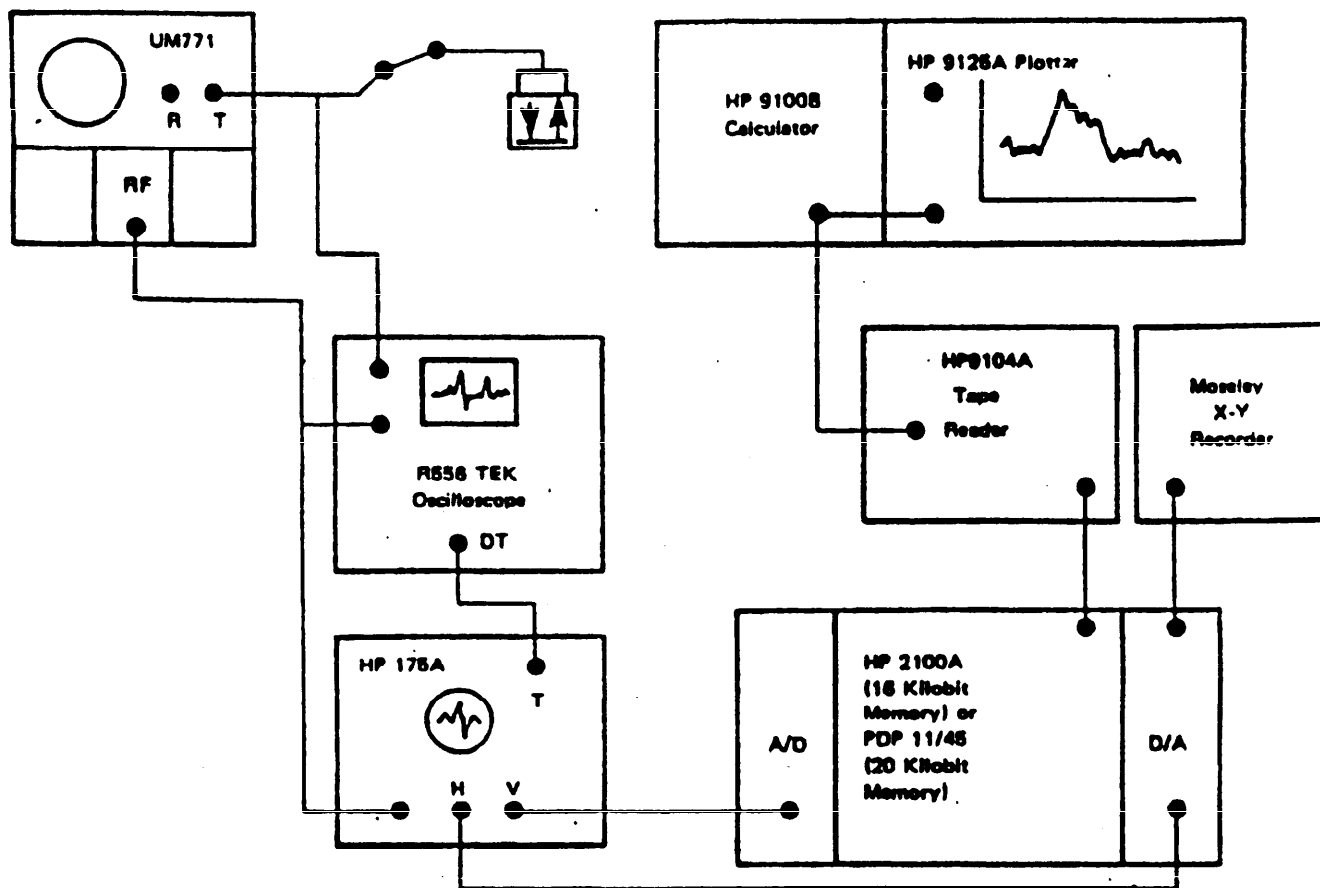 UM771
R T
RF
HP 9100B
Calculator
HP 9125A Plotter
HP9104A
Tape
Reader
Moseley
X-Y
Recorder
R556 TEK
Oscilloscope
DT
HP 175A
T
H V
A/D
HP 2100A
(16 Kilobit
Memory) or
PDP 11/45
(20 Kilobit
Memory)
D/A